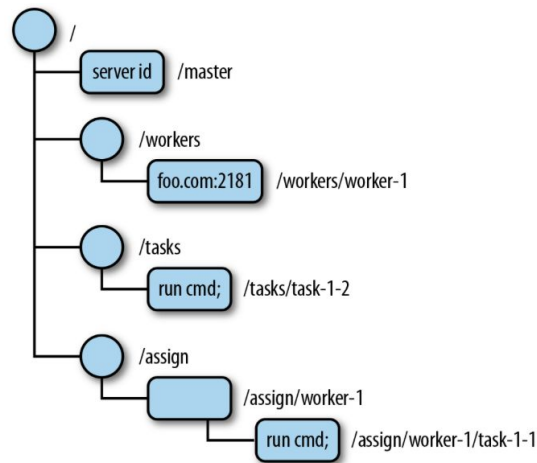 /
server id /master
/workers
foo.com:2181 /workers/worker-1
/tasks
run cmd; /tasks/task-1-2
/assign
/assign/worker-1
run cmd; /assign/worker-1/task-1-1